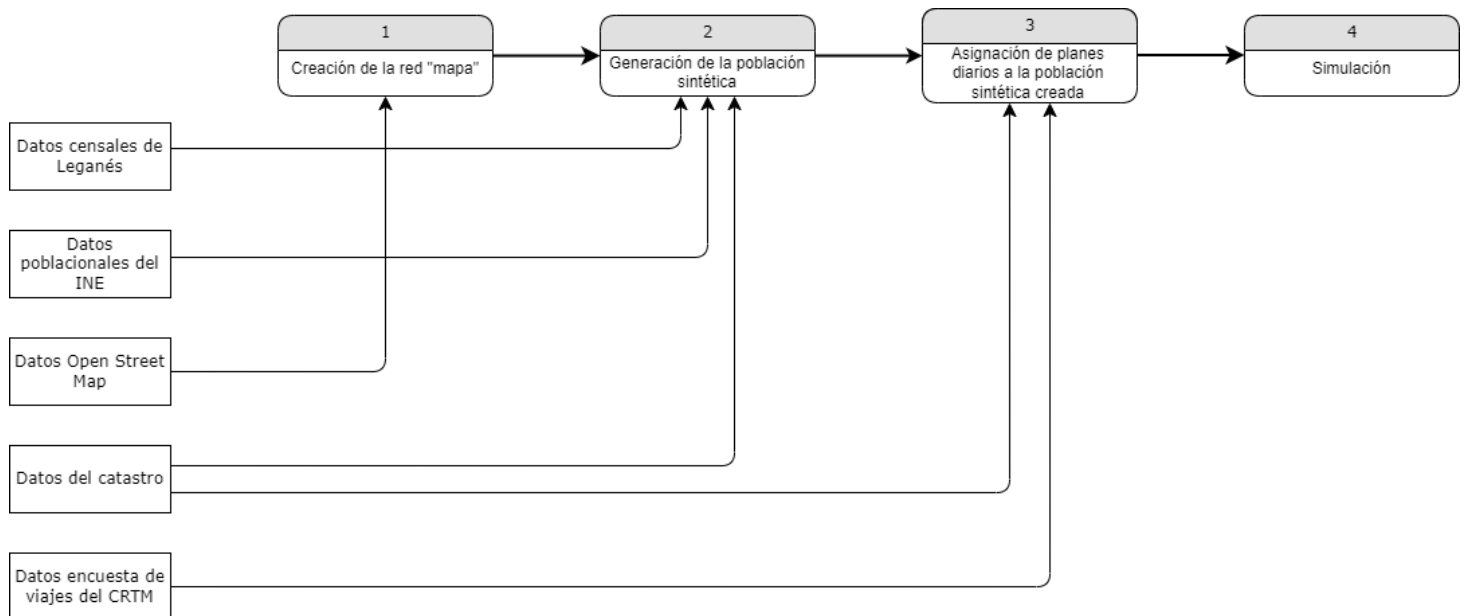 1
Creación de la red "mapa"
2
Generación de la población
sintética
3
Asignación de planes
diarios a la población
sintética creada
4
Simulación
Datos censales de
Leganés
Datos
poblacionales del
INE
Datos Open Street
Map
Datos del catastro
Datos encuesta de
viajes del CRTM